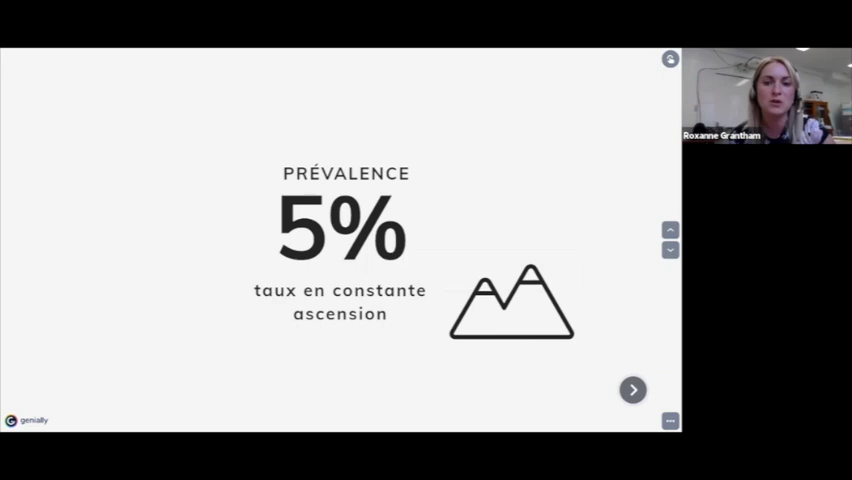 PRÉVALENCE
5%
taux en constante
ascension
Roxanne Grantham
genially